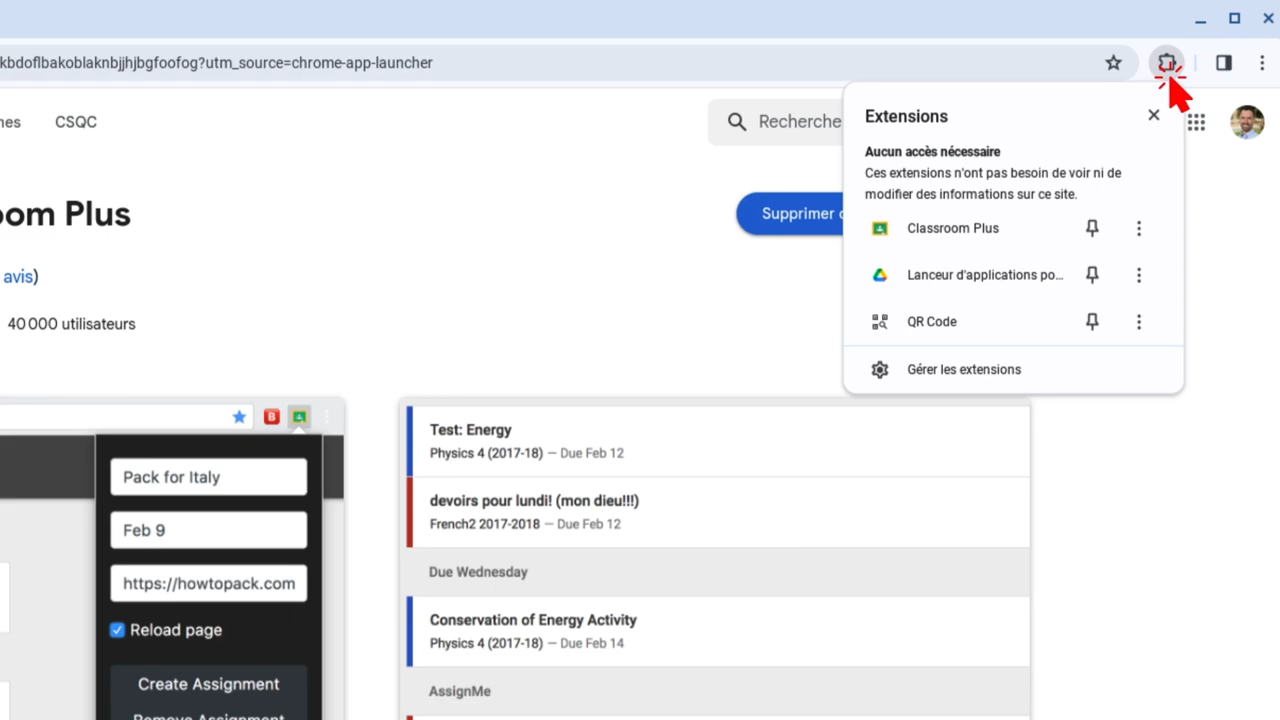 kbdoflbakoblaknbjjhjbgfoofog?utm_source=chrome-app-launcher
CSQC
Recherche
Extensions
Aucun accès nécessaire
Ces extensions n'ont pas besoin de voir ni de
modifier des informations sur ce site.
Classroom Plus
Lanceur d'applications po...
QR Code
Gérer les extensions
oom Plus
Supprimer
avis)
40 000 utilisateurs
B
Pack for Italy
Feb 9
https://howtopack.com
Reload page
Create Assignment
Remove Assignment
Test: Energy
Physics 4 (2017-18) — Due Feb 12
devoirs pour lundi! (mon dieu!!!)
French2 2017-2018 — Due Feb 12
Due Wednesday
Conservation of Energy Activity
Physics 4 (2017-18) — Due Feb 14
AssignMe